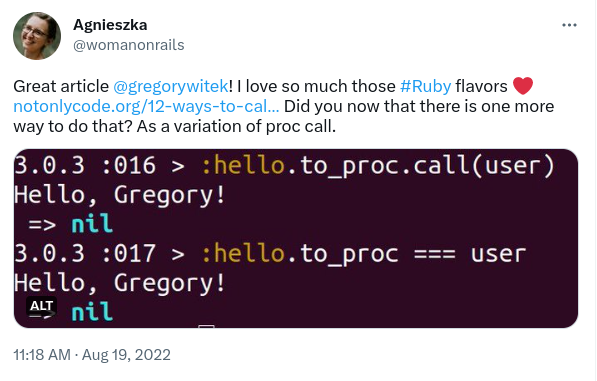 Agnieszka
@womanonrails
Great article @gregorywitek! I love so much those #Ruby flavors ❤️
notonlycode.org/12-ways-to-cal... Did you now that there is one more
way to do that? As a variation of proc call.
3.0.3 :016 > :hello.to_proc.call(user)
Hello, Gregory!
=> nil
3.0.3 :017 > :hello.to_proc === user
Hello, Gregory!
ALT
=> nil
11:18 AM · Aug 19, 2022